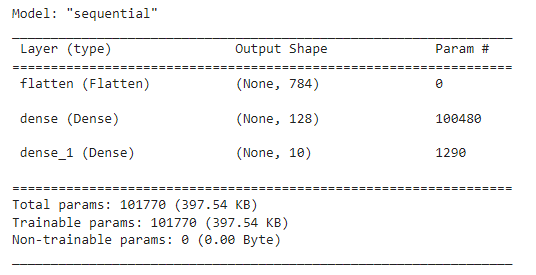 Model: "sequential"
_________________________________________________________________
Layer (type)                Output Shape              Param #
=================================================================
flatten (Flatten)           (None, 784)               0
dense (Dense)               (None, 128)               100480
dense_1 (Dense)             (None, 10)                1290
=================================================================
Total params: 101770 (397.54 KB)
Trainable params: 101770 (397.54 KB)
Non-trainable params: 0 (0.00 Byte)
_________________________________________________________________